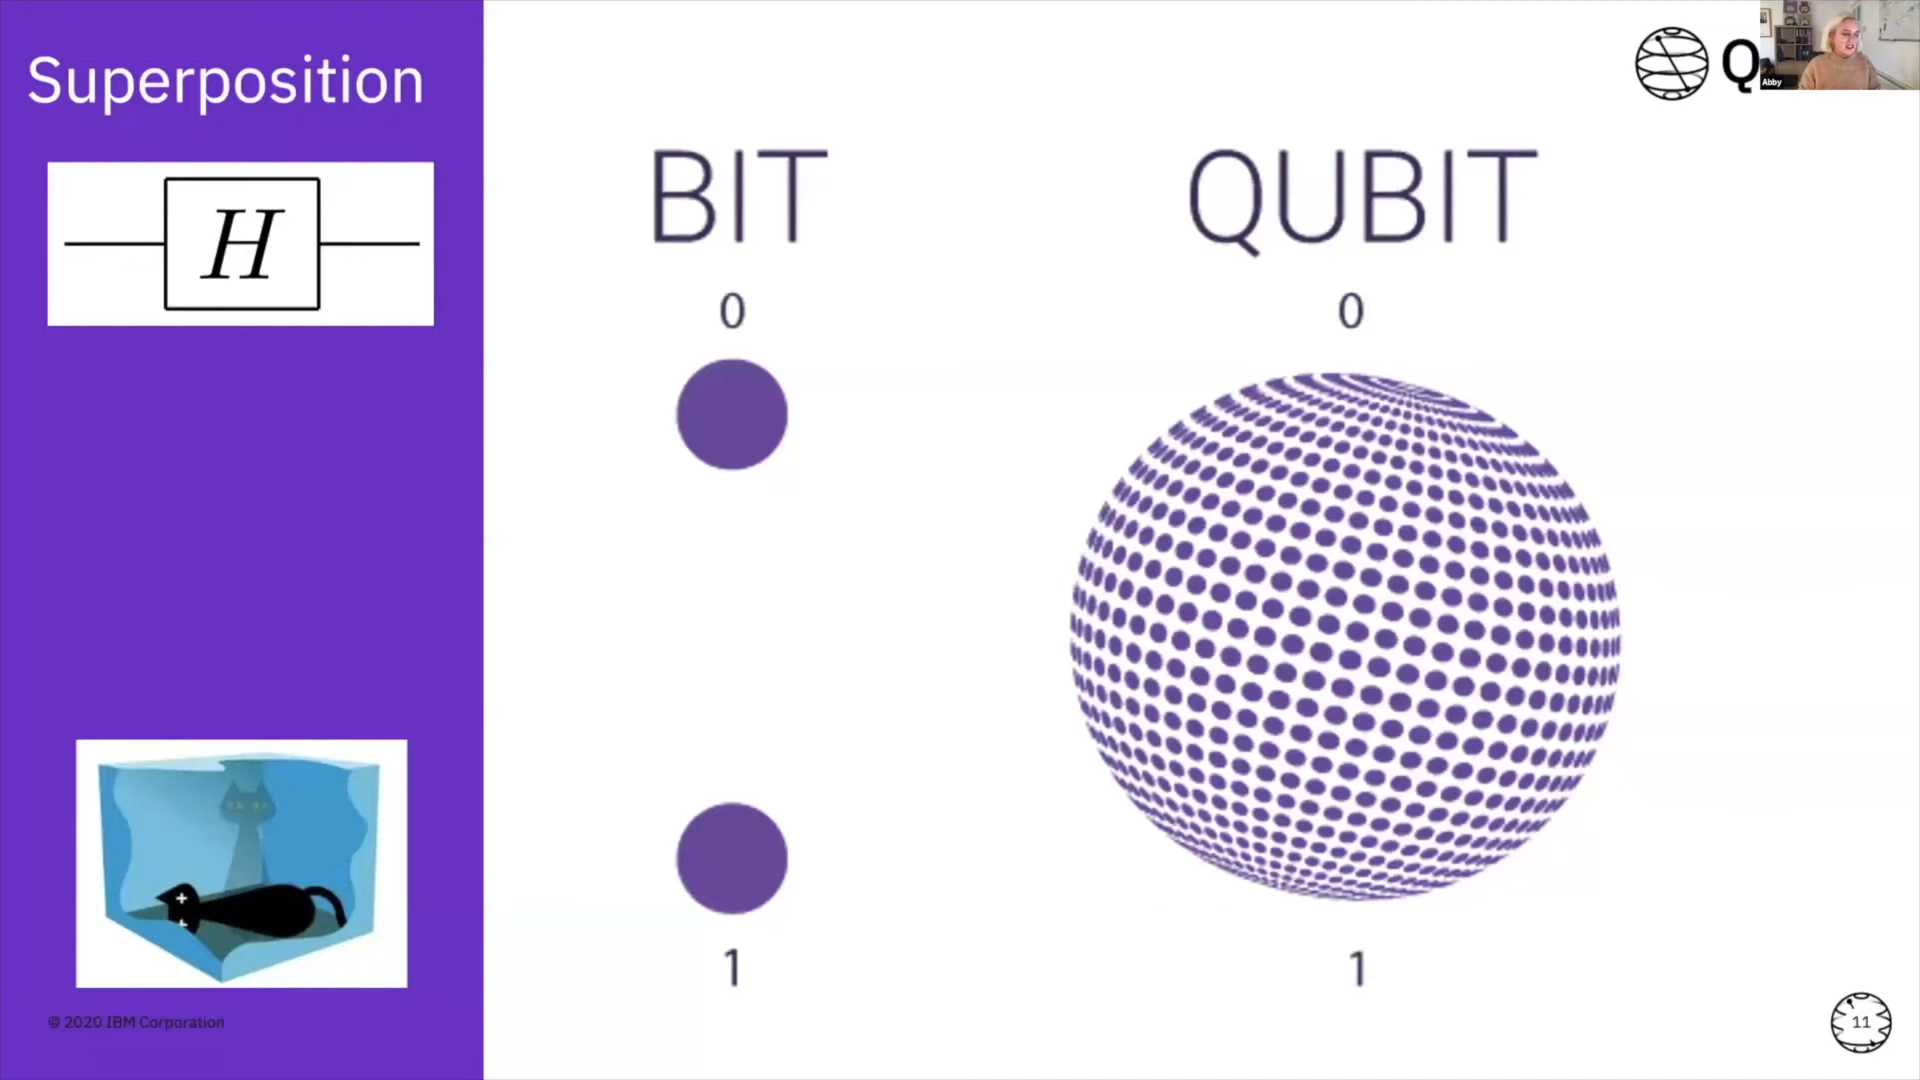 Superposition
H
BIT
QUBIT
0
0
1
1
Q
Abby
© 2020 IBM Corporation
11